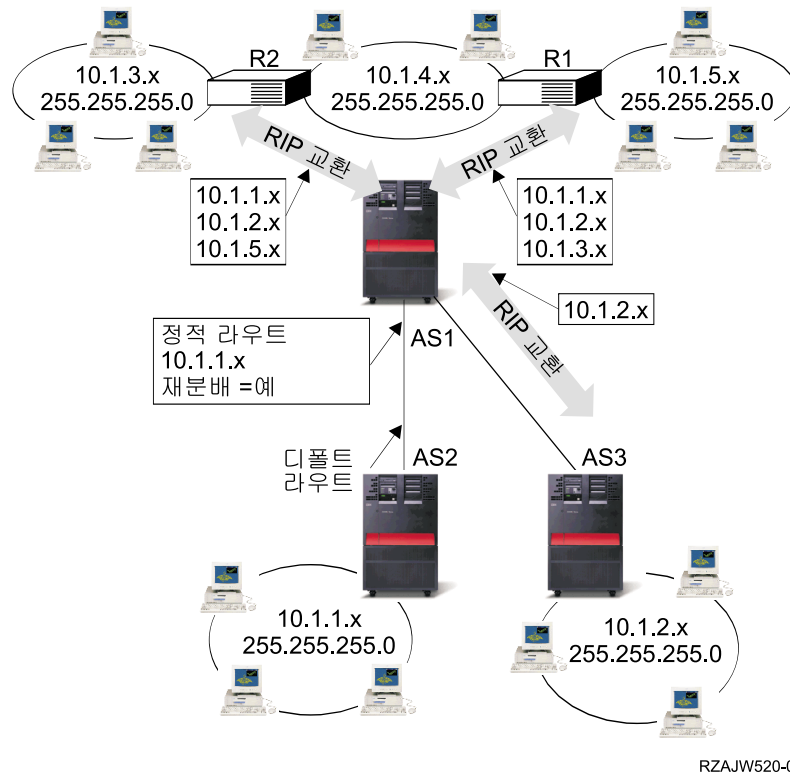 R2
R1
10.1.3.x
255.255.255.0
10.1.4.x
255.255.255.0
10.1.5.x
255.255.255.0
RIP 교환
RIP 교환
10.1.1.x
10.1.2.x
10.1.5.x
10.1.1.x
10.1.2.x
10.1.3.x
10.1.2.x
RIP 교환
정적 라우트
10.1.1.x
재분배 =예
AS1
디폴트
라우트
AS2
AS3
10.1.1.x
255.255.255.0
10.1.2.x
255.255.255.0
RZAJW520-0